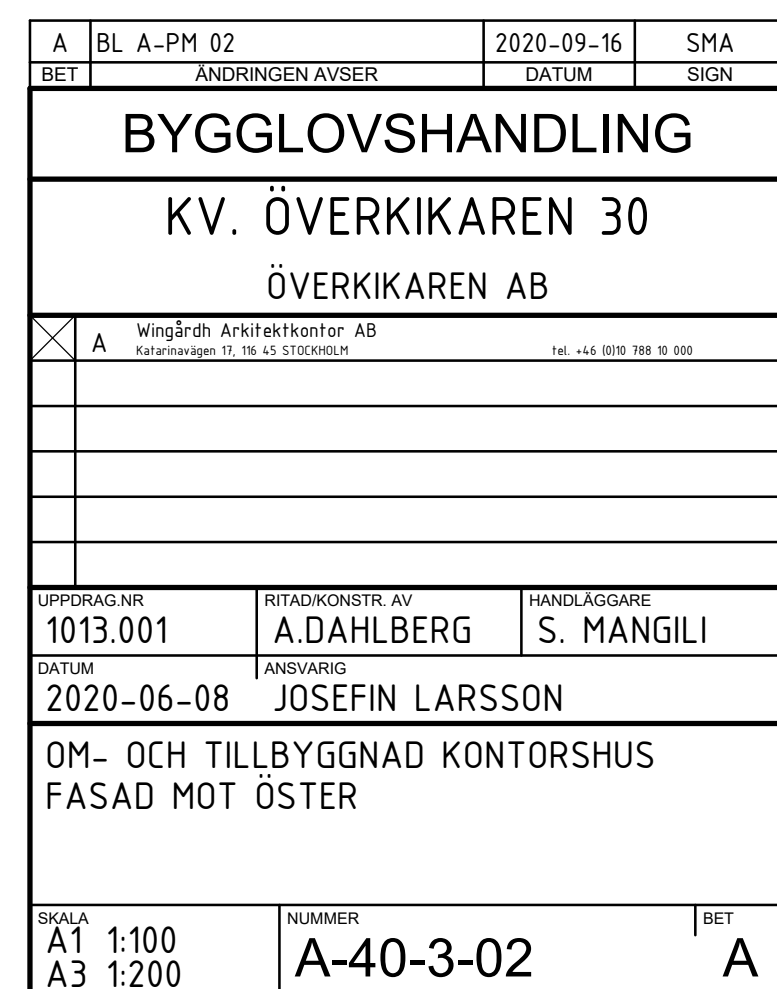 A BL A-PM 02 2020-09-16 SMA
BET ÄNDRINGEN AVSER DATUM SIGN
BYGGLOVSHANDLING
KV. ÖVERKIKAREN 30
ÖVERKIKAREN AB
A Wingårdh Arkitektkontor AB
Katarinavägen 17, 116 45 STOCKHOLM tel. +46 (0)10 788 10 000
UPPDRAG.NR RITAD/KONSTR. AV HANDLÄGGARE
1013.001 A.DAHLBERG S. MANGILI
DATUM ANSVARIG
2020-06-08 JOSEFIN LARSSON
OM- OCH TILLBYGGNAD KONTORSHUS
FASAD MOT ÖSTER
SKALA NUMMER BET
A1 1:100
A3 1:200 A-40-3-02 A